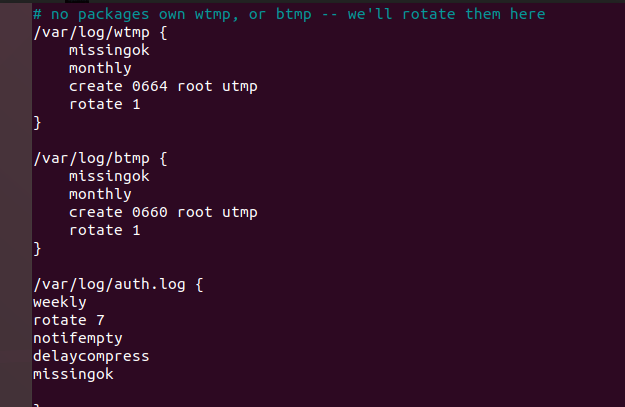 # no packages own wtmp, or btmp -- we'll rotate them here
/var/log/wtmp {
    missingok
    monthly
    create 0664 root utmp
    rotate 1
}

/var/log/btmp {
    missingok
    monthly
    create 0660 root utmp
    rotate 1
}

/var/log/auth.log {
weekly
rotate 7
notifempty
delaycompress
missingok

}